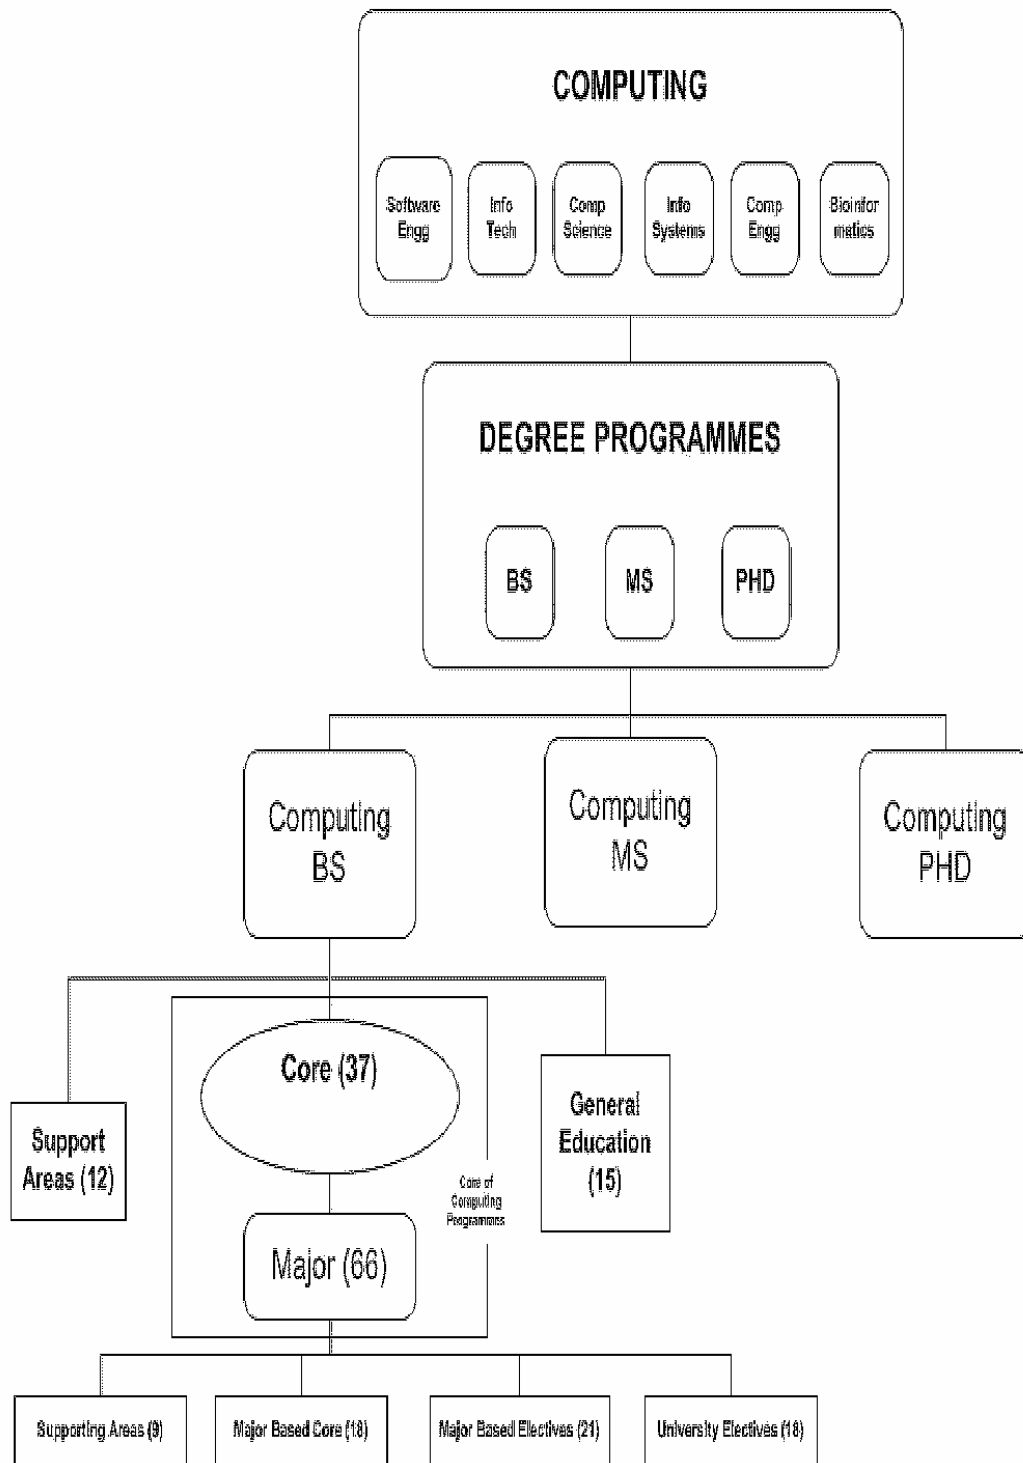 COMPUTING
Software
Engg
Info
Tech
Comp
Science
Info
Systems
Comp
Engg
Bioinfor
matics
DEGREE PROGRAMMES
BS
MS
PHD
Computing
BS
Computing
MS
Computing
PHD
Core (37)
Support
Areas (12)
General
Education
(15)
Core of
Computing
Programmes
Major (66)
Supporting Areas (9)
Major Based Core (18)
Major Based Electives (21)
University Electives (18)